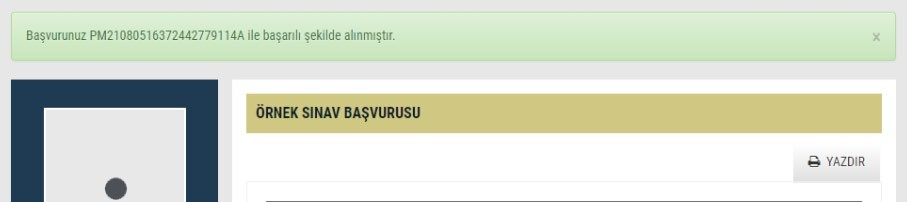 Başvurunuz PM21080516372442779114A ile başarılı şekilde alınmıştır.
×
ÖRNEK SINAV BAŞVURUSU
YAZDIR